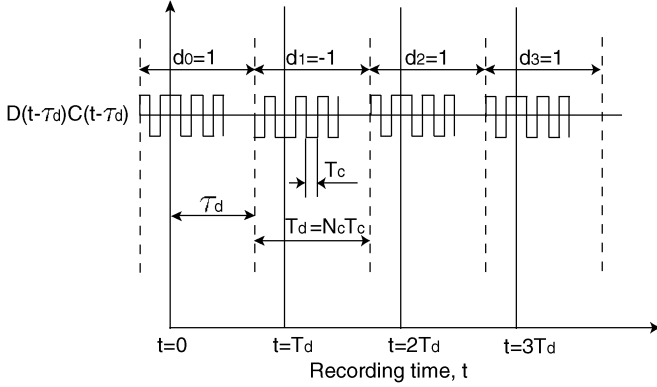 d₀=1 d₁=-1 d₂=1 d₃=1
D(t-τd)C(t-τd)
Tc
τd
Td=NcTc
t=0 t=Td t=2Td t=3Td
Recording time, t